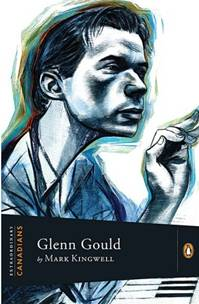 EXTRAORDINARY
CANADIANS
Glenn Gould
by MARK KINGWELL